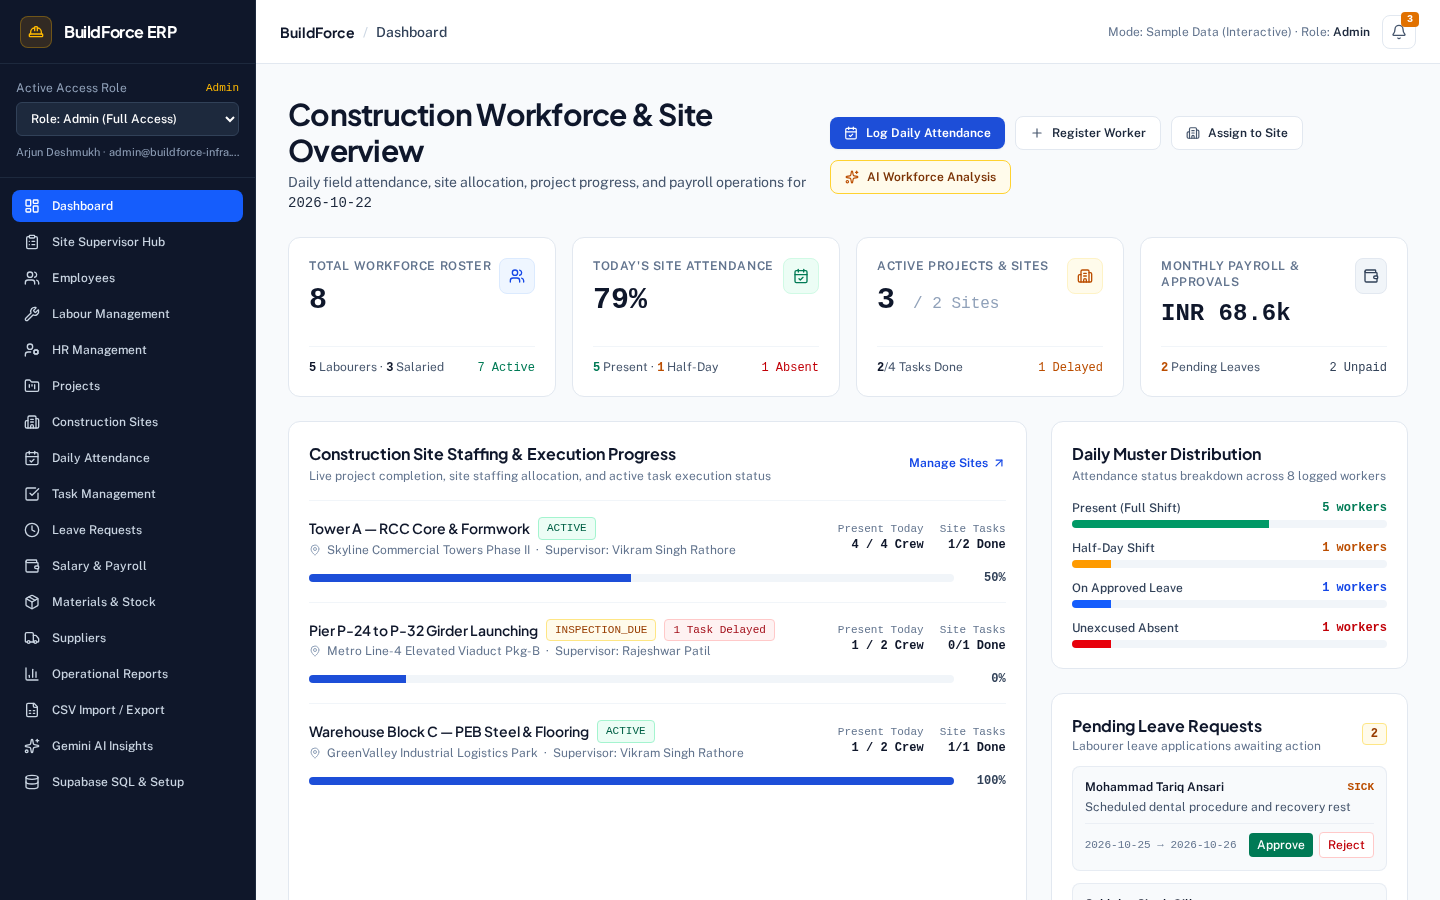 BuildForce ERP
Active Access Role
Admin
Role: Admin (Full Access)
Arjun Deshmukh · admin@buildforce-infra....
Dashboard
Site Supervisor Hub
Employees
Labour Management
HR Management
Projects
Construction Sites
Daily Attendance
Task Management
Leave Requests
Salary & Payroll
Materials & Stock
Suppliers
Operational Reports
CSV Import / Export
Gemini AI Insights
Supabase SQL & Setup
BuildForce / Dashboard
Mode: Sample Data (Interactive) · Role: Admin
3
Construction Workforce & Site
Overview
Daily field attendance, site allocation, project progress, and payroll operations for
2026-10-22
Log Daily Attendance
Register Worker
Assign to Site
AI Workforce Analysis
TOTAL WORKFORCE ROSTER
8
5 Labourers · 3 Salaried
7 Active
TODAY'S SITE ATTENDANCE
79%
5 Present · 1 Half-Day
1 Absent
ACTIVE PROJECTS & SITES
3 / 2 Sites
2/4 Tasks Done
1 Delayed
MONTHLY PAYROLL &
APPROVALS
INR 68.6k
2 Pending Leaves
2 Unpaid
Construction Site Staffing & Execution Progress
Live project completion, site staffing allocation, and active task execution status
Manage Sites
Tower A — RCC Core & Formwork
ACTIVE
Skyline Commercial Towers Phase II · Supervisor: Vikram Singh Rathore
Present Today
4 / 4 Crew
Site Tasks
1/2 Done
50%
Pier P-24 to P-32 Girder Launching
INSPECTION_DUE
1 Task Delayed
Metro Line-4 Elevated Viaduct Pkg-B · Supervisor: Rajeshwar Patil
Present Today
1 / 2 Crew
Site Tasks
0/1 Done
0%
Warehouse Block C — PEB Steel & Flooring
ACTIVE
GreenValley Industrial Logistics Park · Supervisor: Vikram Singh Rathore
Present Today
1 / 2 Crew
Site Tasks
1/1 Done
100%
Daily Muster Distribution
Attendance status breakdown across 8 logged workers
Present (Full Shift)
5 workers
Half-Day Shift
1 workers
On Approved Leave
1 workers
Unexcused Absent
1 workers
Pending Leave Requests
Labourer leave applications awaiting action
2
Mohammad Tariq Ansari
SICK
Scheduled dental procedure and recovery rest
2026-10-25 → 2026-10-26
Approve
Reject